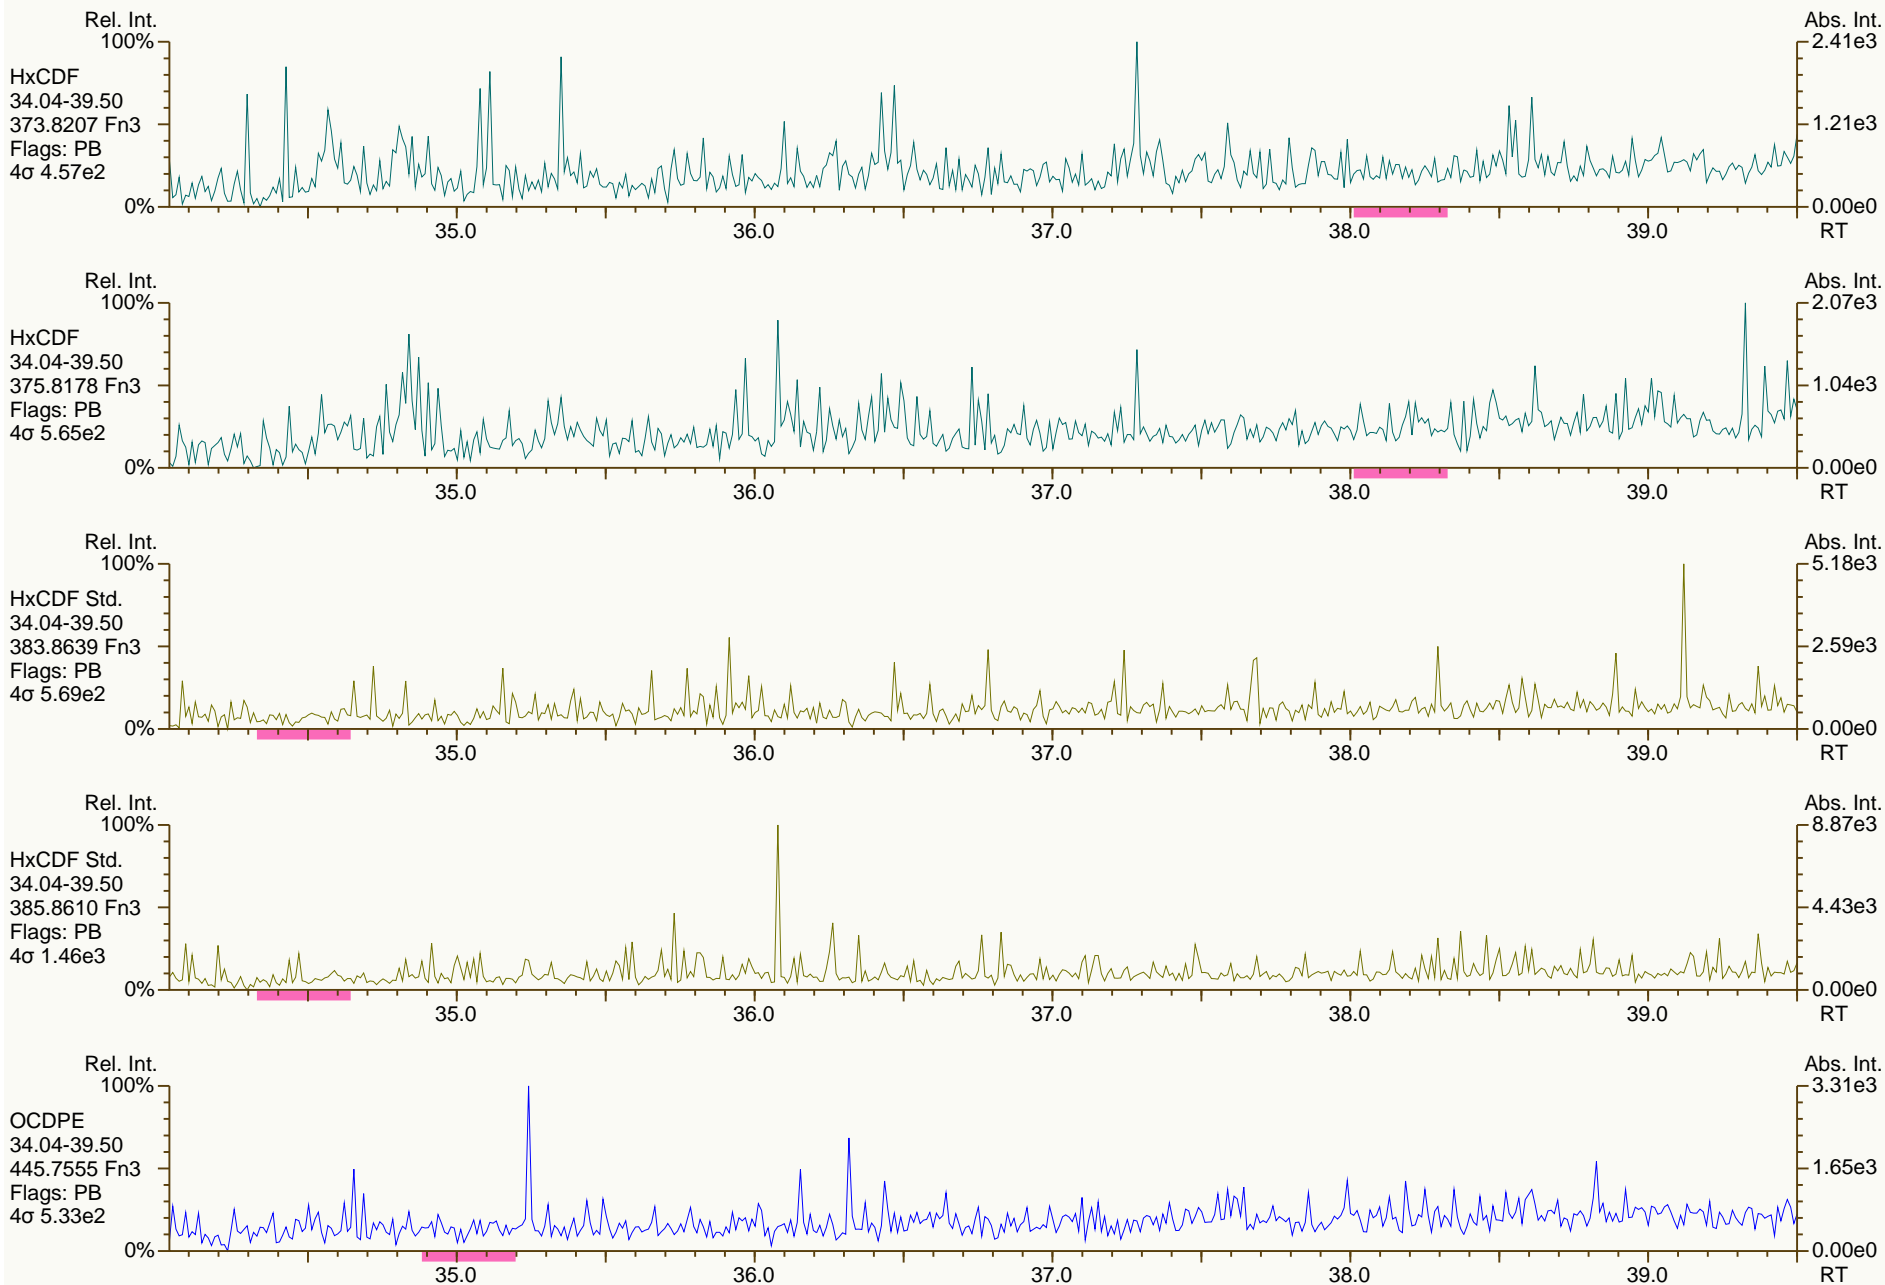 Rel. Int.
Abs. Int.
100%
2.41e3
HxCDF
34.04-39.50
373.8207 Fn3
1.21e3
Flags: PB
4σ 4.57e2
0%
0.00e0
35.0 36.0 37.0 38.0 39.0 RT
Rel. Int.
Abs. Int.
100%
2.07e3
HxCDF
34.04-39.50
375.8178 Fn3
1.04e3
Flags: PB
4σ 5.65e2
0%
0.00e0
35.0 36.0 37.0 38.0 39.0 RT
Rel. Int.
Abs. Int.
100%
5.18e3
HxCDF Std.
34.04-39.50
383.8639 Fn3
2.59e3
Flags: PB
4σ 5.69e2
0%
0.00e0
35.0 36.0 37.0 38.0 39.0 RT
Rel. Int.
Abs. Int.
100%
8.87e3
HxCDF Std.
34.04-39.50
385.8610 Fn3
4.43e3
Flags: PB
4σ 1.46e3
0%
0.00e0
35.0 36.0 37.0 38.0 39.0 RT
Rel. Int.
Abs. Int.
100%
3.31e3
OCDPE
34.04-39.50
445.7555 Fn3
1.65e3
Flags: PB
4σ 5.33e2
0%
0.00e0
35.0 36.0 37.0 38.0 39.0 RT